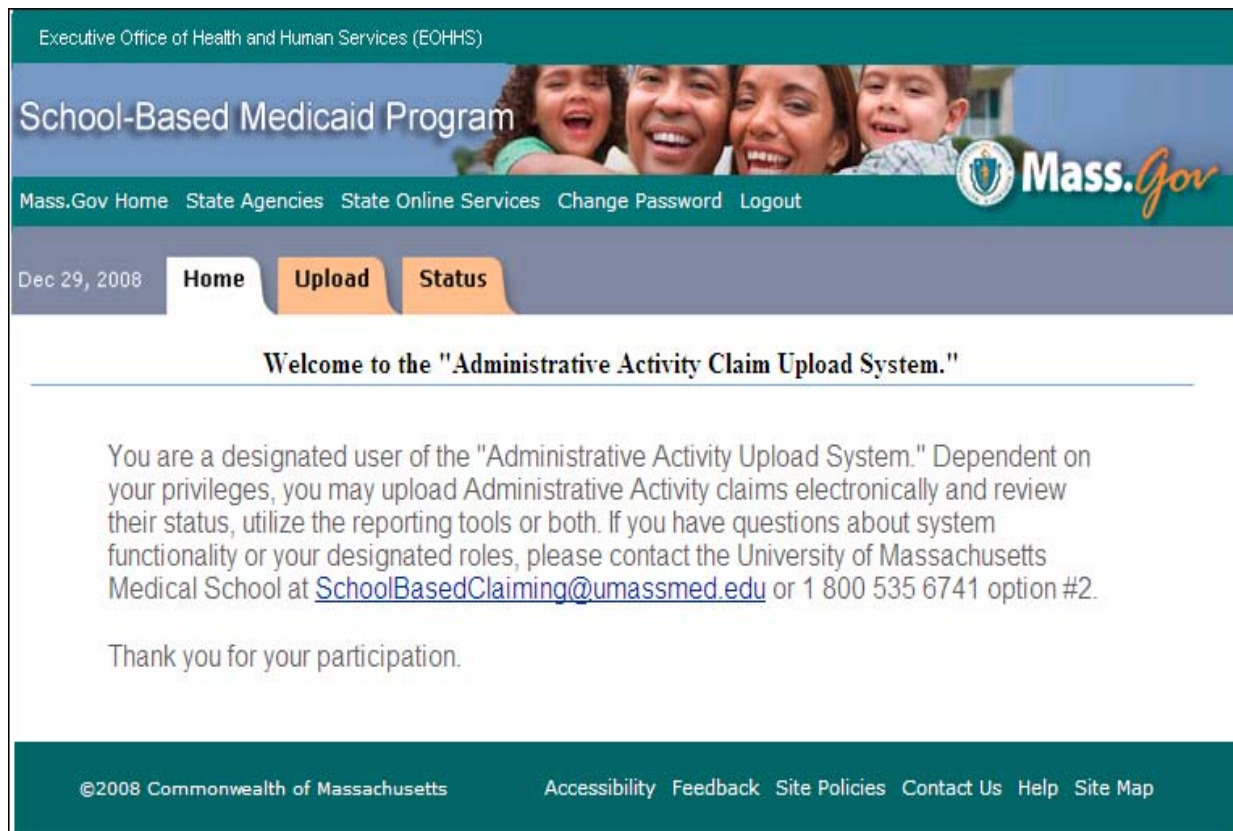 Executive Office of Health and Human Services (EOHHS)
School-Based Medicaid Program
Mass.Gov
Mass.Gov Home State Agencies State Online Services Change Password Logout
Dec 29, 2008 Home Upload Status
Welcome to the "Administrative Activity Claim Upload System."
You are a designated user of the "Administrative Activity Upload System." Dependent on
your privileges, you may upload Administrative Activity claims electronically and review
their status, utilize the reporting tools or both. If you have questions about system
functionality or your designated roles, please contact the University of Massachusetts
Medical School at SchoolBasedClaiming@umassmed.edu or 1 800 535 6741 option #2.
Thank you for your participation.
©2008 Commonwealth of Massachusetts Accessibility Feedback Site Policies Contact Us Help Site Map